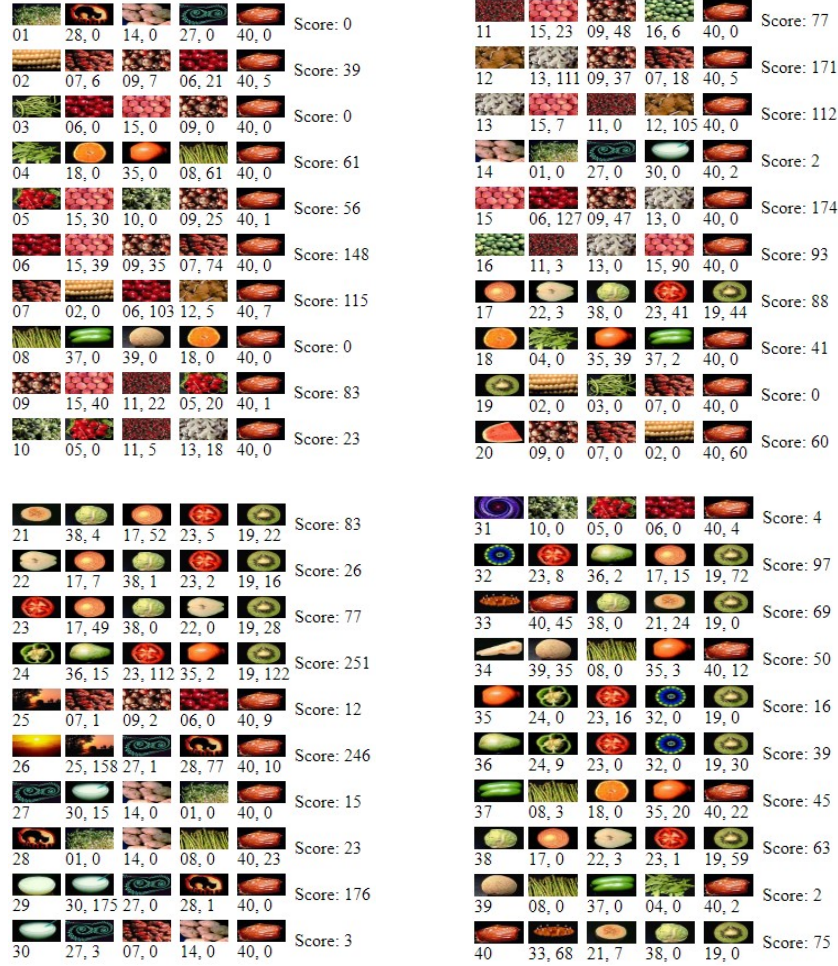 Score: 0
01 28, 0 14, 0 27, 0 40, 0
Score: 39
02 07, 6 09, 7 06, 21 40, 5
Score: 0
03 06, 0 15, 0 09, 0 40, 0
Score: 61
04 18, 0 35, 0 08, 61 40, 0
Score: 56
05 15, 30 10, 0 09, 25 40, 1
Score: 148
06 15, 39 09, 35 07, 74 40, 0
Score: 115
07 02, 0 06, 103 12, 5 40, 7
Score: 0
08 37, 0 39, 0 18, 0 40, 0
Score: 83
09 15, 40 11, 22 05, 20 40, 1
Score: 23
10 05, 0 11, 5 13, 18 40, 0
Score: 77
11 15, 23 09, 48 16, 6 40, 0
Score: 171
12 13, 111 09, 37 07, 18 40, 5
Score: 112
13 15, 7 11, 0 12, 105 40, 0
Score: 2
14 01, 0 27, 0 30, 0 40, 2
Score: 174
15 06, 127 09, 47 13, 0 40, 0
Score: 93
16 11, 3 13, 0 15, 90 40, 0
Score: 88
17 22, 3 38, 0 23, 41 19, 44
Score: 41
18 04, 0 35, 39 37, 2 40, 0
Score: 0
19 02, 0 03, 0 07, 0 40, 0
Score: 60
20 09, 0 07, 0 02, 0 40, 60
Score: 83
21 38, 4 17, 52 23, 5 19, 22
Score: 26
22 17, 7 38, 1 23, 2 19, 16
Score: 77
23 17, 49 38, 0 22, 0 19, 28
Score: 251
24 36, 15 23, 112 35, 2 19, 122
Score: 12
25 07, 1 09, 2 06, 0 40, 9
Score: 246
26 25, 158 27, 1 28, 77 40, 10
Score: 15
27 30, 15 14, 0 01, 0 40, 0
Score: 23
28 01, 0 14, 0 08, 0 40, 23
Score: 176
29 30, 175 27, 0 28, 1 40, 0
Score: 3
30 27, 3 07, 0 14, 0 40, 0
Score: 4
31 10, 0 05, 0 06, 0 40, 4
Score: 97
32 23, 8 36, 2 17, 15 19, 72
Score: 69
33 40, 45 38, 0 21, 24 19, 0
Score: 50
34 39, 35 08, 0 35, 3 40, 12
Score: 16
35 24, 0 23, 16 32, 0 19, 0
Score: 39
36 24, 9 23, 0 32, 0 19, 30
Score: 45
37 08, 3 18, 0 35, 20 40, 22
Score: 63
38 17, 0 22, 3 23, 1 19, 59
Score: 2
39 08, 0 37, 0 04, 0 40, 2
Score: 75
40 33, 68 21, 7 38, 0 19, 0